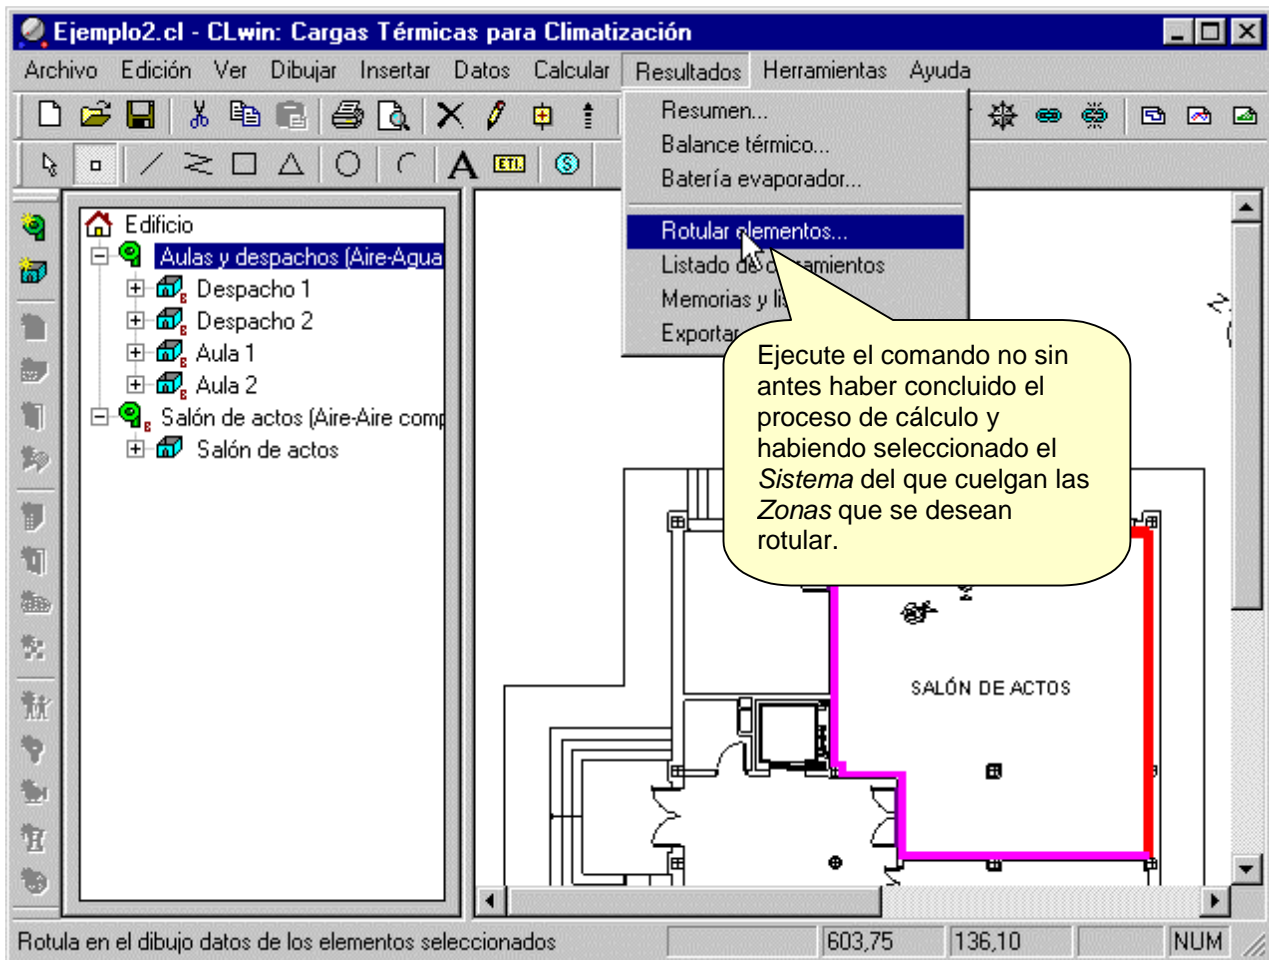 Ejemplo2.cl - CLwin: Cargas Térmicas para Climatización
Archivo Edición Ver Dibujar Insertar Datos Calcular Resultados Herramientas Ayuda
Resumen...
Balance térmico...
Batería evaporador...
Rotular elementos...
Listado de cerramientos
Memorias y lis
Exportar
A ETI. S
Edificio
Aulas y despachos (Aire-Agua
Despacho 1
Despacho 2
Aula 1
Aula 2
Salón de actos (Aire-Aire comp
Salón de actos
Ejecute el comando no sin
antes haber concluido el
proceso de cálculo y
habiendo seleccionado el
Sistema del que cuelgan las
Zonas que se desean
rotular.
SALÓN DE ACTOS
Rotula en el dibujo datos de los elementos seleccionados 603,75 136,10 NUM